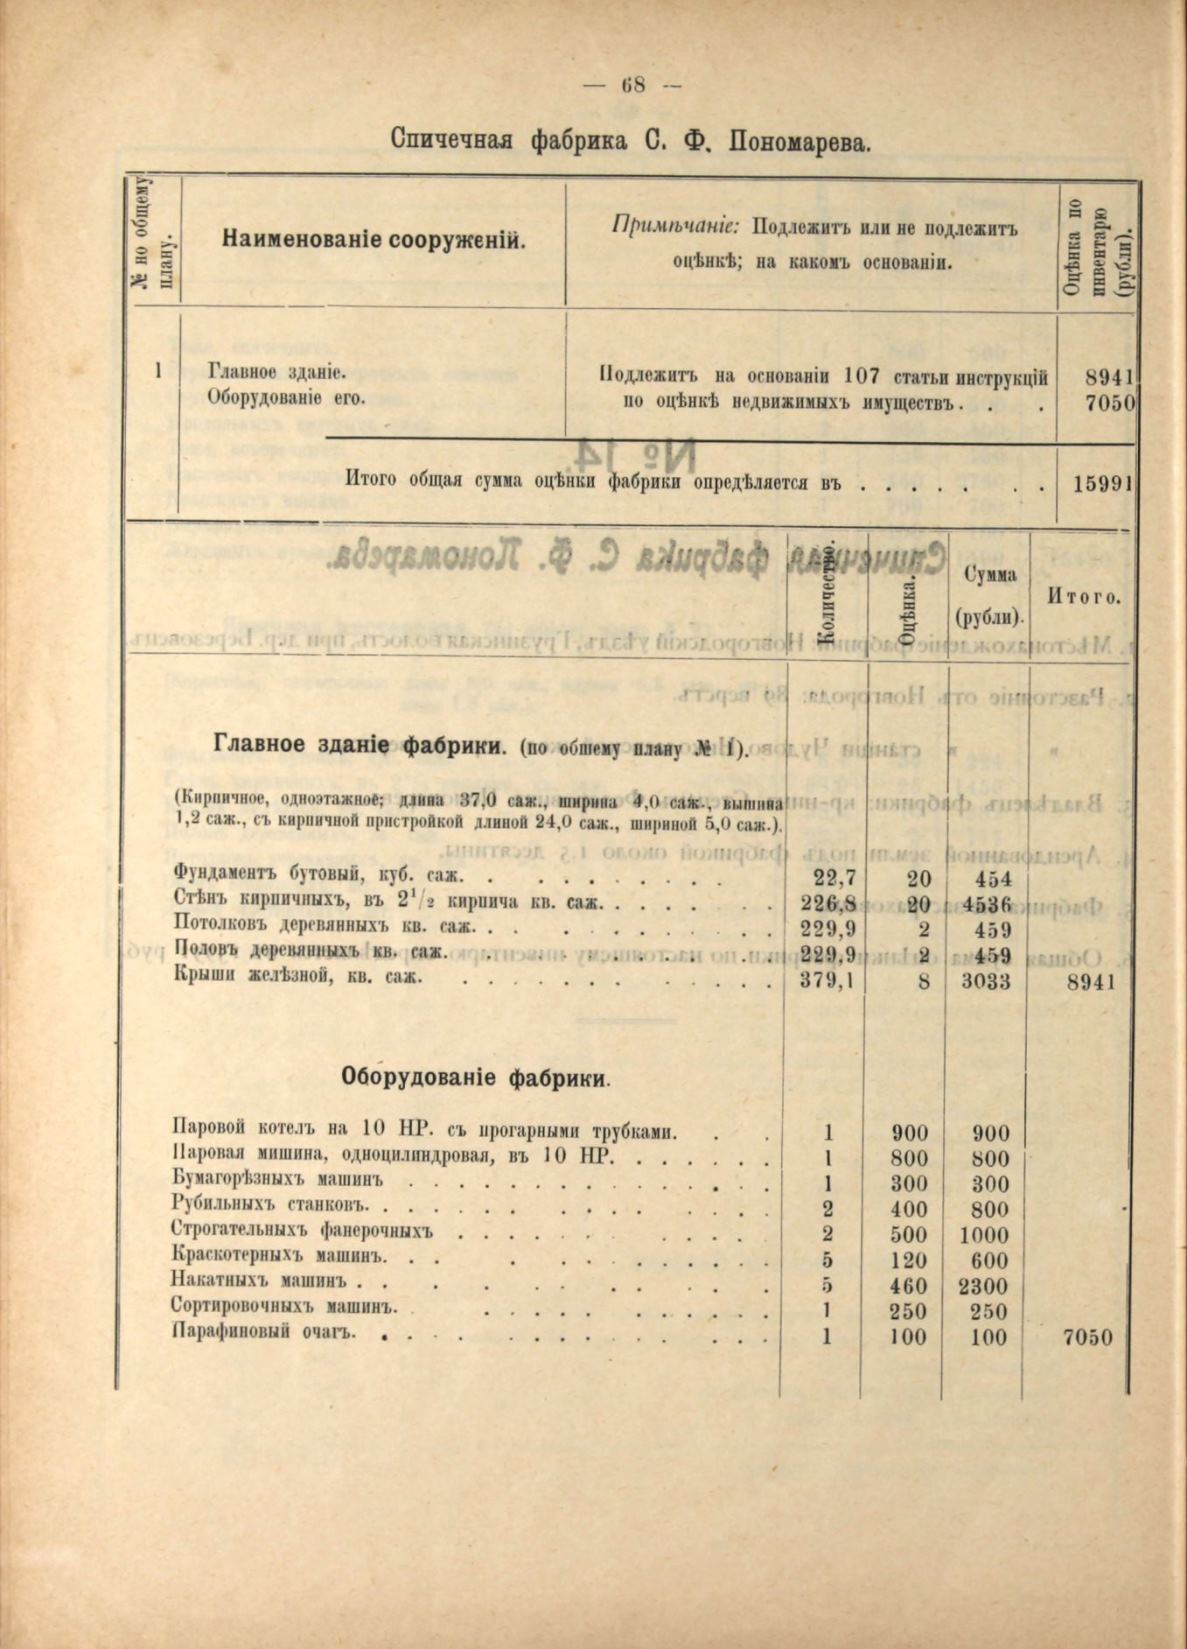 — 68 —
Спичечная фабрика С. Ф. Пономарева.
№ по общему плану.
Наименованіе сооруженій.
Примѣчаніе: Подлежитъ или не подлежитъ
оцѣнкѣ; на какомъ основаніи.
Оцѣнка по инвентарю (рубли).
1 Главное зданіе. Подлежитъ на основаніи 107 статьи инструкцій 8941
Оборудованіе его. по оцѣнкѣ недвижимыхъ имуществъ. . . 7050
Итого общая сумма оцѣнки фабрики опредѣляется въ . . . . . . . 15991
Количество. Оцѣнка. Сумма (рубли). Итого.
Главное зданіе фабрики. (по общему плану № 1).
(Кирпичное, одноэтажное; длина 37,0 саж., ширина 4,0 саж., вышина
1,2 саж., съ кирпичной пристройкой длиной 24,0 саж., шириной 5,0 саж.).
Фундаментъ бутовый, куб. саж. . . . . . . . . . 22,7 20 454
Стѣнъ кирпичныхъ, въ 2¹/₂ кирпича кв. саж. . . . . . . 226,8 20 4536
Потолковъ деревянныхъ кв. саж. . . . . . . . . . . 229,9 2 459
Половъ деревянныхъ кв. саж. . . . . . . . . . . 229,9 2 459
Крыши желѣзной, кв. саж. . . . . . . . . . . . . 379,1 8 3033 8941
Оборудованіе фабрики.
Паровой котелъ на 10 HP. съ прогарными трубками. . . 1 900 900
Паровая мишина, одноцилиндровая, въ 10 HP. . . . . . . 1 800 800
Бумагорѣзныхъ машинъ . . . . . . . . . . . . . . . 1 300 300
Рубильныхъ станковъ. . . . . . . . . . . . . . . 2 400 800
Строгательныхъ фанерочныхъ . . . . . . . . . . 2 500 1000
Краскотерныхъ машинъ. . . . . . . . . . . . 5 120 600
Накатныхъ машинъ . . . . . . . . . . . 5 460 2300
Сортировочныхъ машинъ. . . . . . . . . . . . 1 250 250
Парафиновый очагъ. . . . . . . . . . . . . . 1 100 100 7050